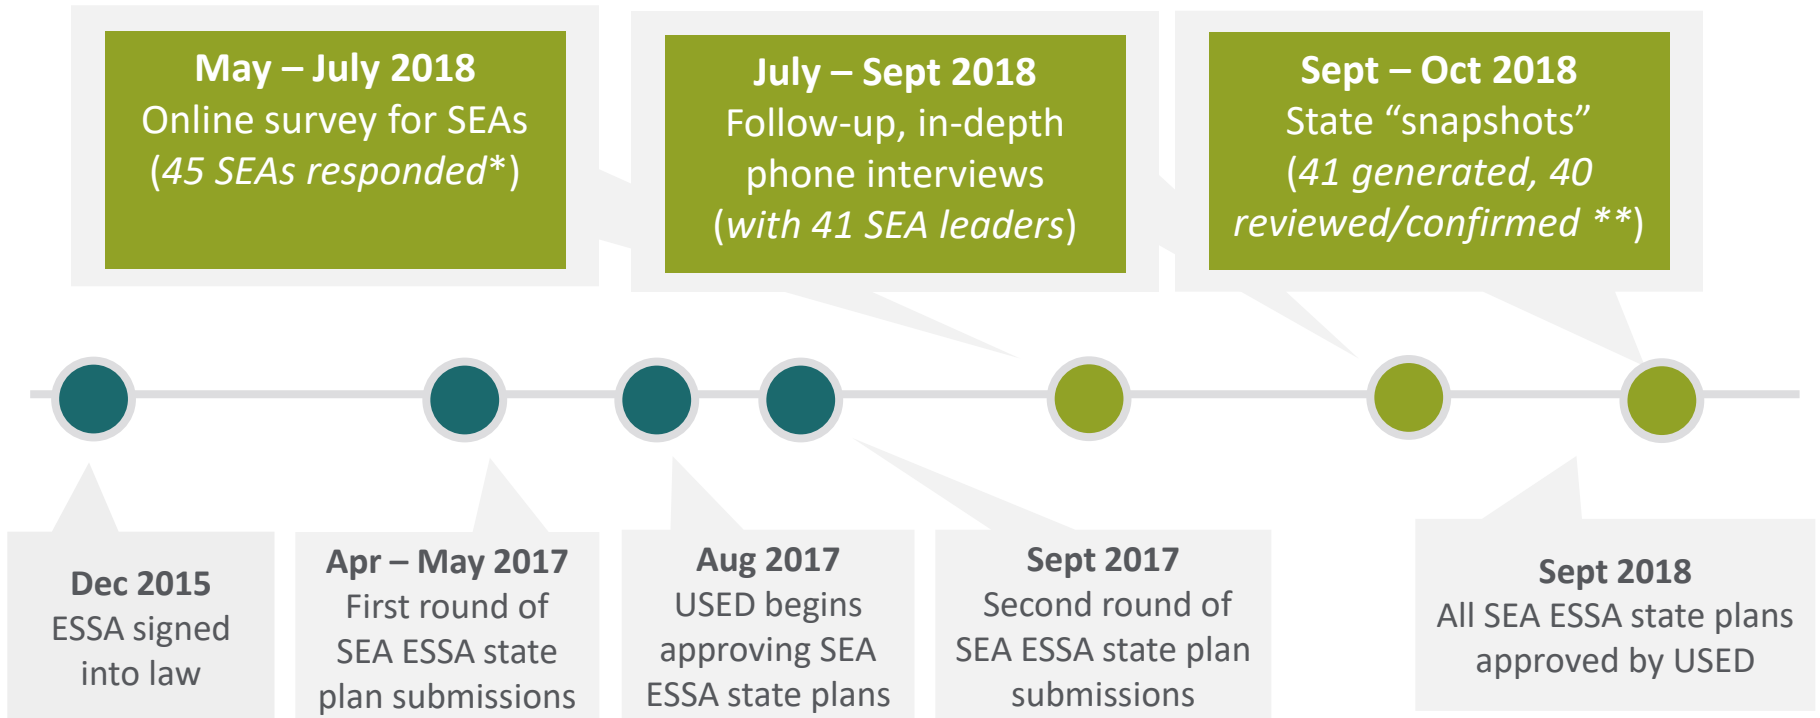 May – July 2018
Online survey for SEAs
(45 SEAs responded*)
July – Sept 2018
Follow-up, in-depth
phone interviews
(with 41 SEA leaders)
Sept – Oct 2018
State “snapshots”
(41 generated, 40
reviewed/confirmed **)
Dec 2015
ESSA signed
into law
Apr – May 2017
First round of
SEA ESSA state
plan submissions
Aug 2017
USED begins
approving SEA
ESSA state plans
Sept 2017
Second round of
SEA ESSA state plan
submissions
Sept 2018
All SEA ESSA state plans
approved by USED